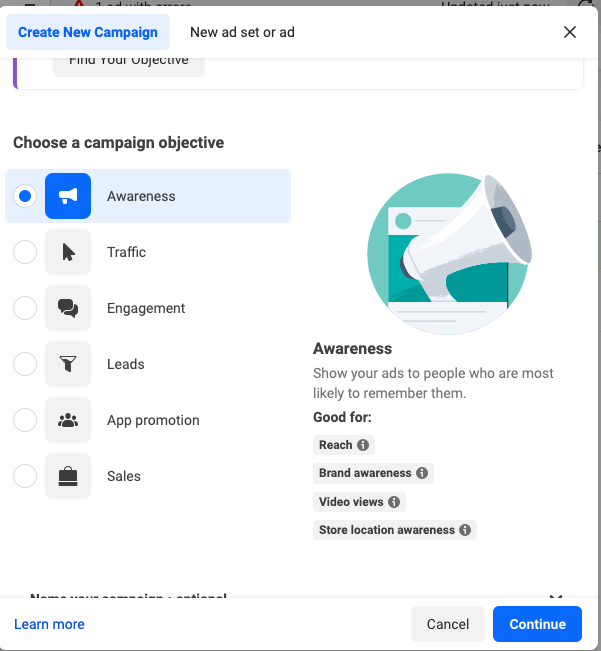 1 ad with errors
Updated just now
Create New Campaign
New ad set or ad
Find Your Objective
Choose a campaign objective
Awareness
Traffic
Engagement
Leads
App promotion
Sales
Awareness
Show your ads to people who are most
likely to remember them.
Good for:
Reach
Brand awareness
Video views
Store location awareness
Name your campaign • optional
Learn more
Cancel
Continue